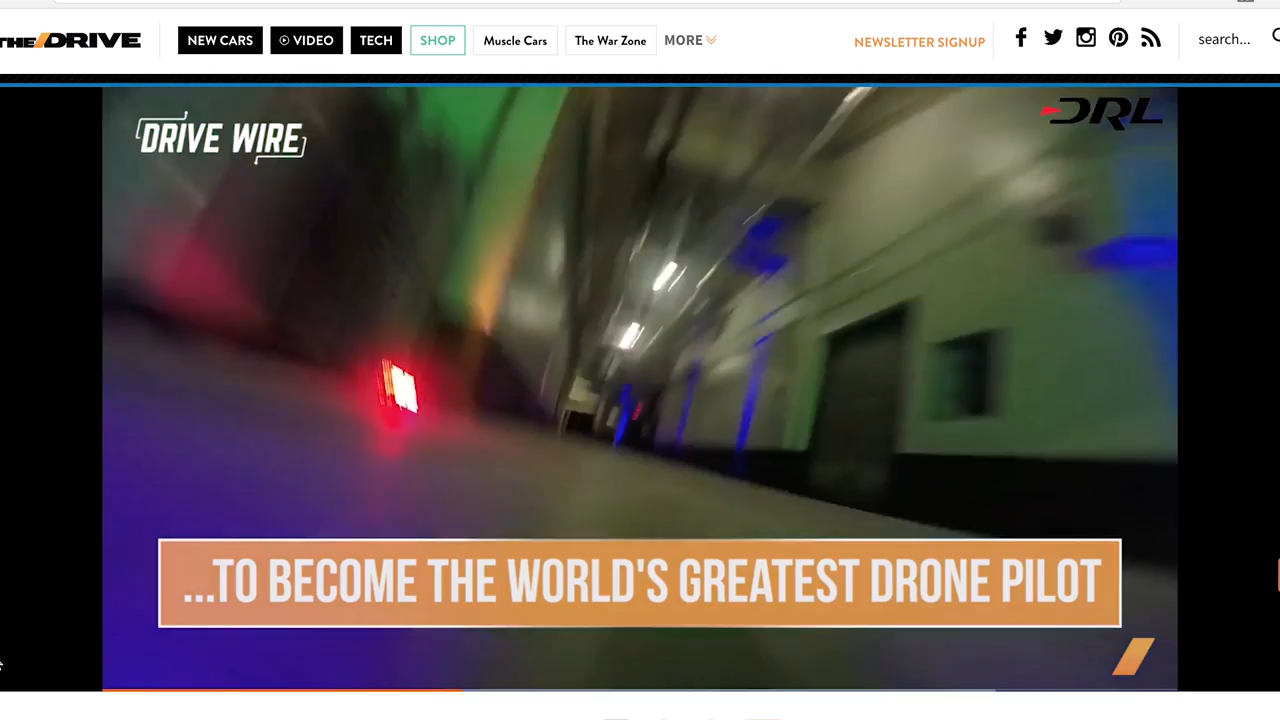 THE/DRIVE
NEW CARS
VIDEO
TECH
SHOP
Muscle Cars
The War Zone
MORE
NEWSLETTER SIGNUP
search...
DRIVE WIRE
DRL
...TO BECOME THE WORLD'S GREATEST DRONE PILOT